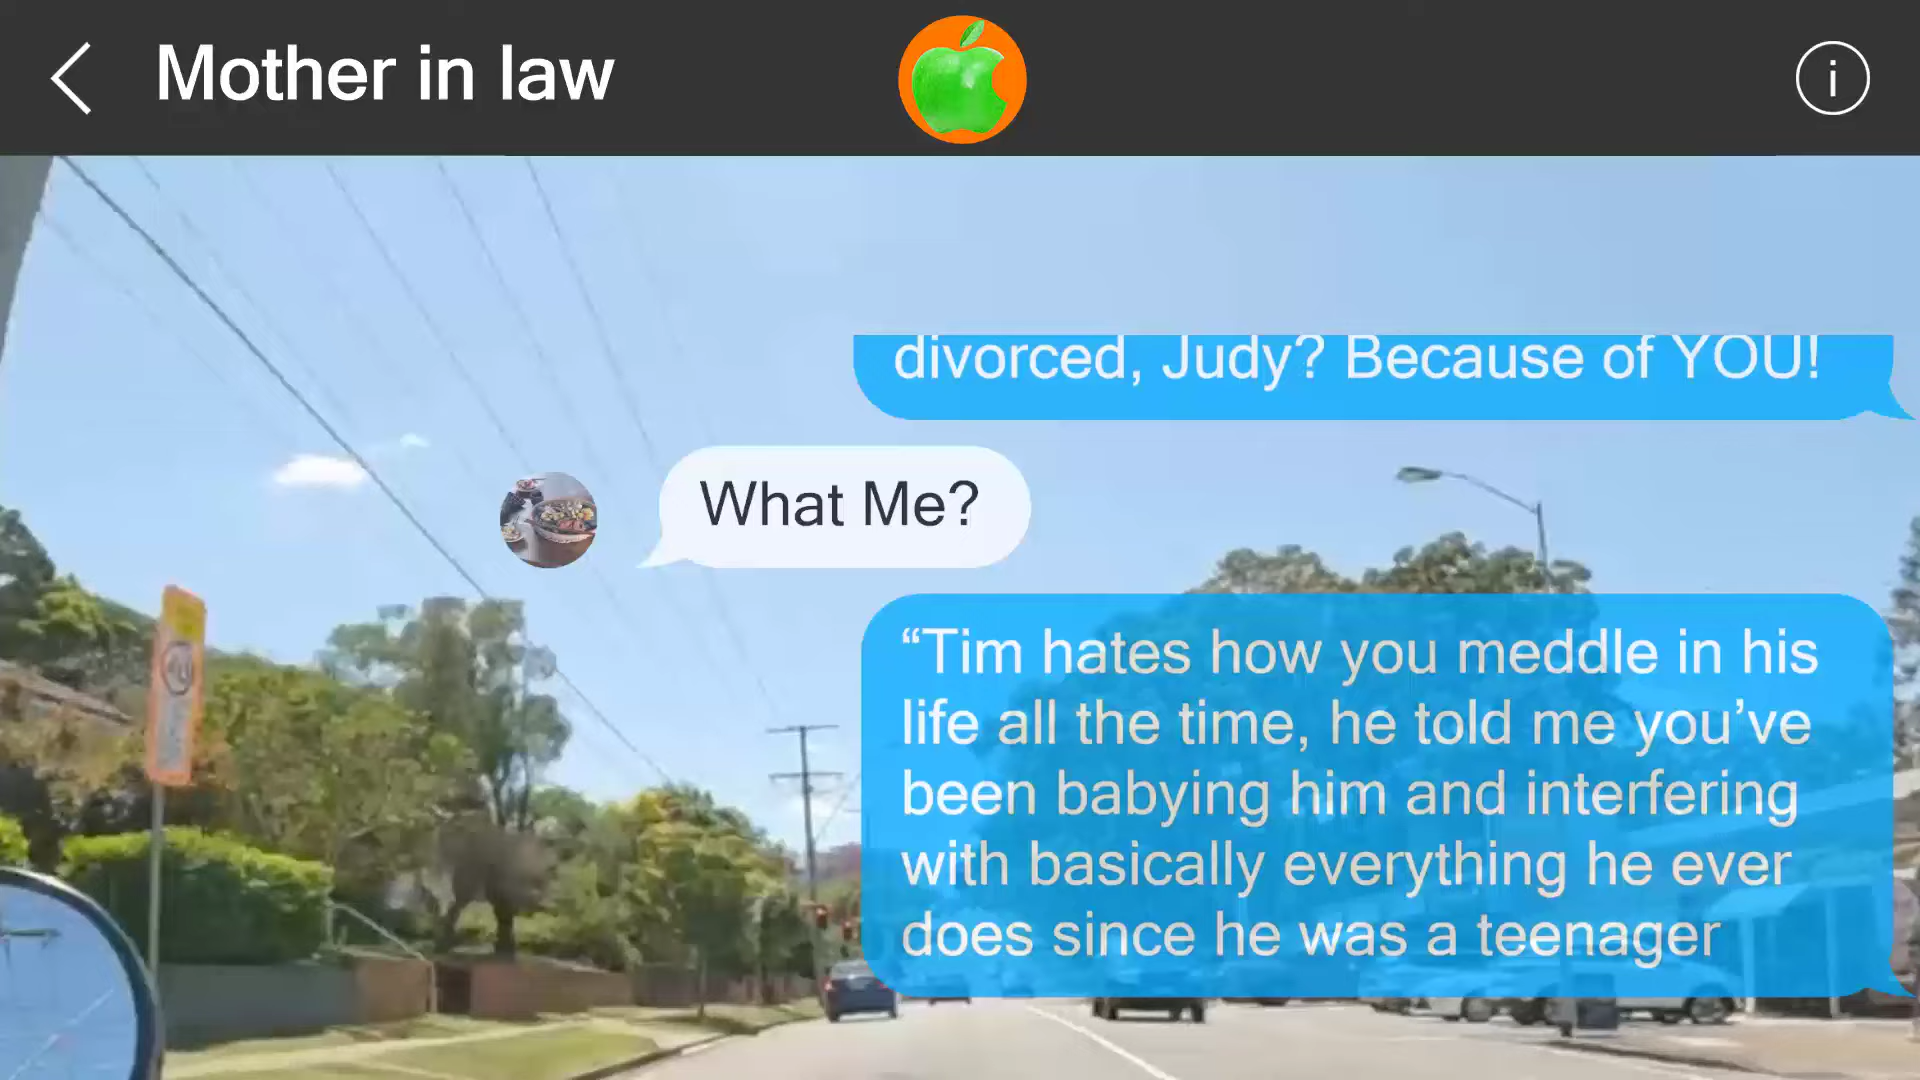 Mother in law
divorced, Judy? Because of YOU!
What Me?
“Tim hates how you meddle in his
life all the time, he told me you’ve
been babying him and interfering
with basically everything he ever
does since he was a teenager